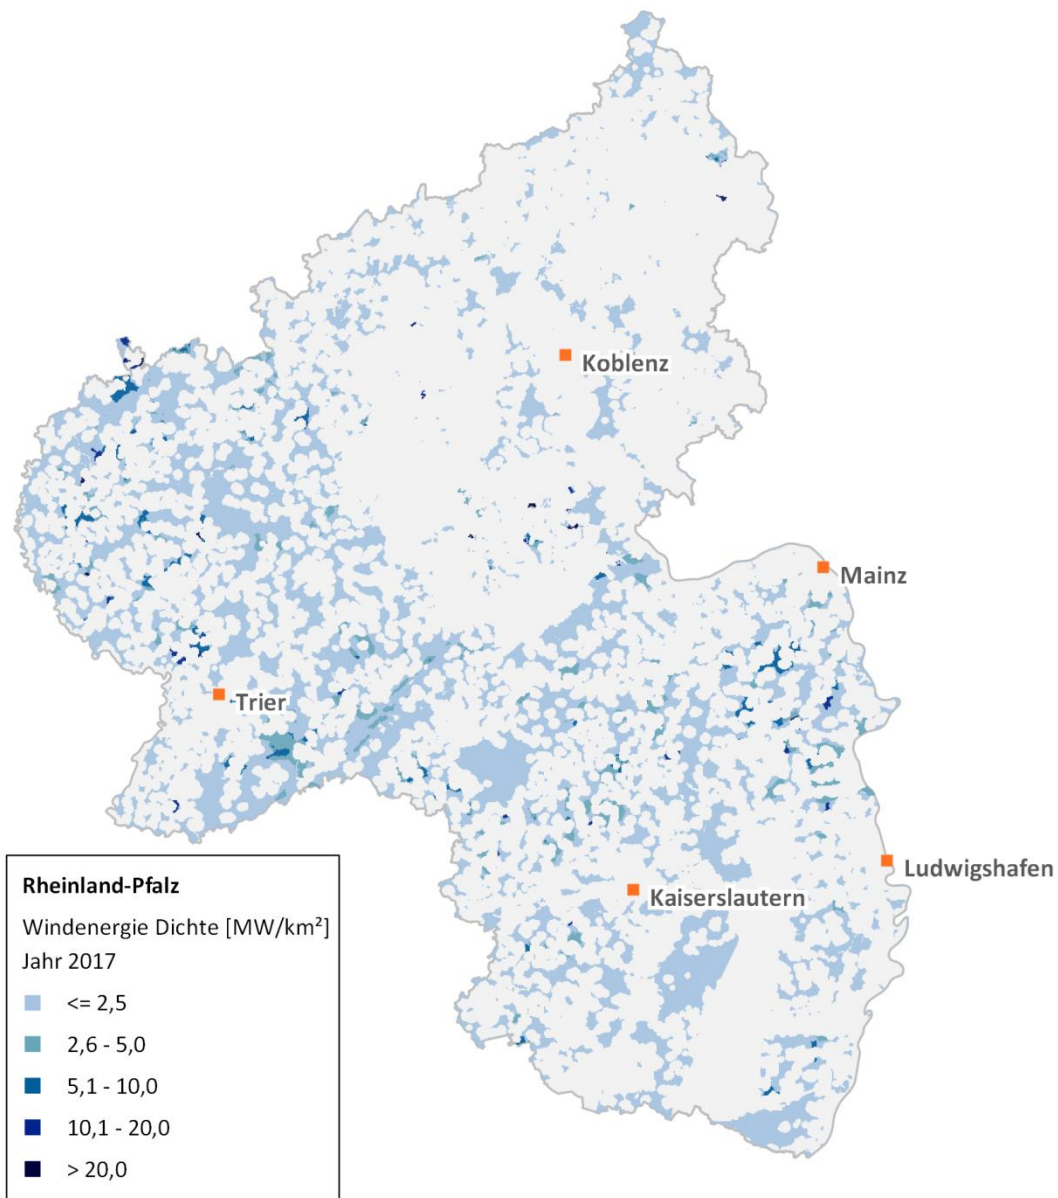 Koblenz
Mainz
Trier
Ludwigshafen
Kaiserslautern
Rheinland-Pfalz
Windenergie Dichte [MW/km²]
Jahr 2017
<= 2,5
2,6 - 5,0
5,1 - 10,0
10,1 - 20,0
> 20,0